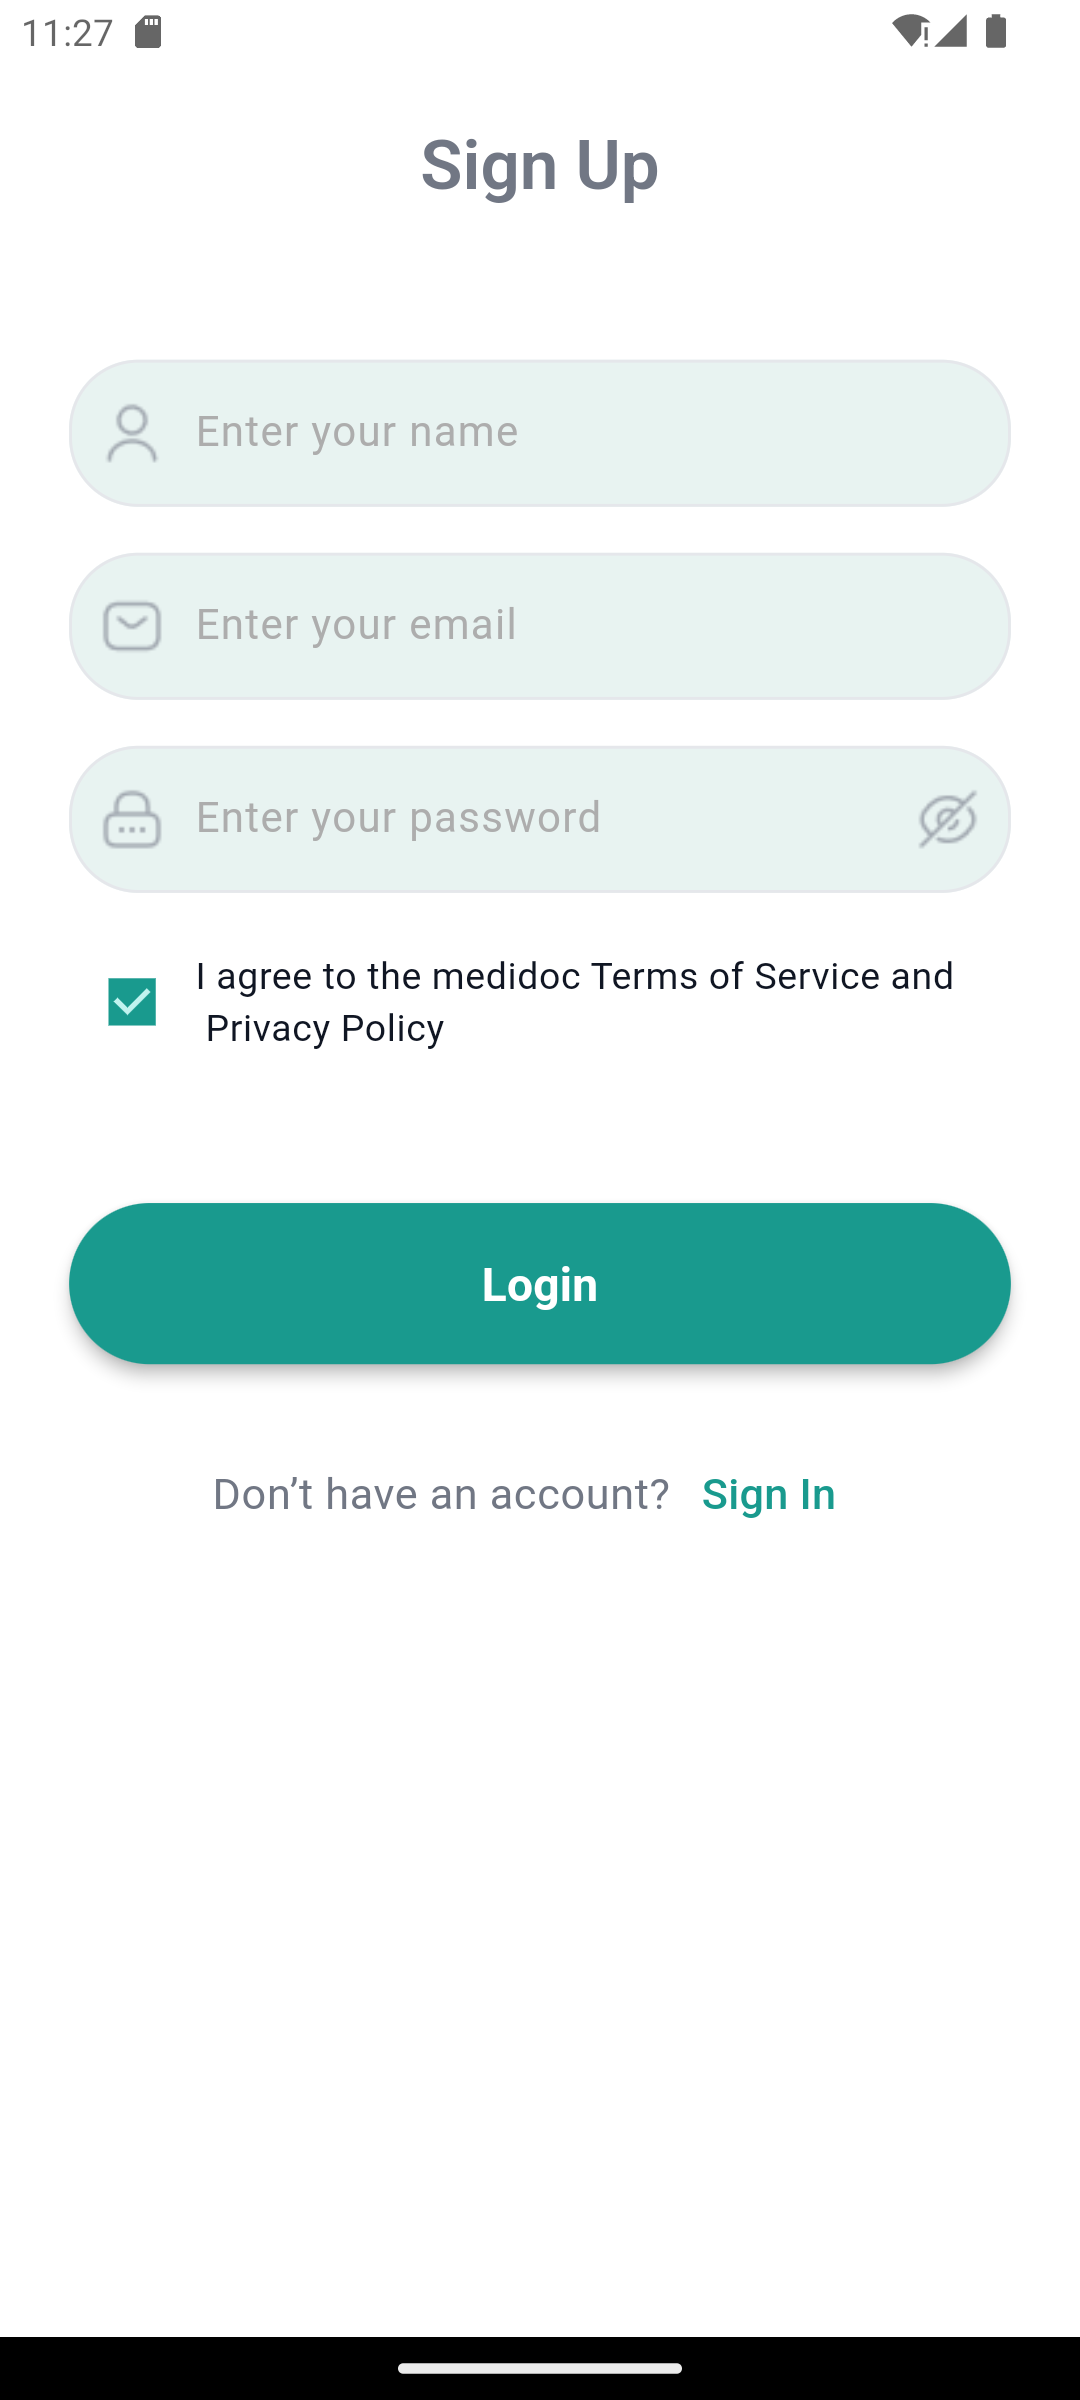 11:27
Sign Up
Enter your name
Enter your email
Enter your password
I agree to the medidoc Terms of Service and
Privacy Policy
Login
Don’t have an account? Sign In